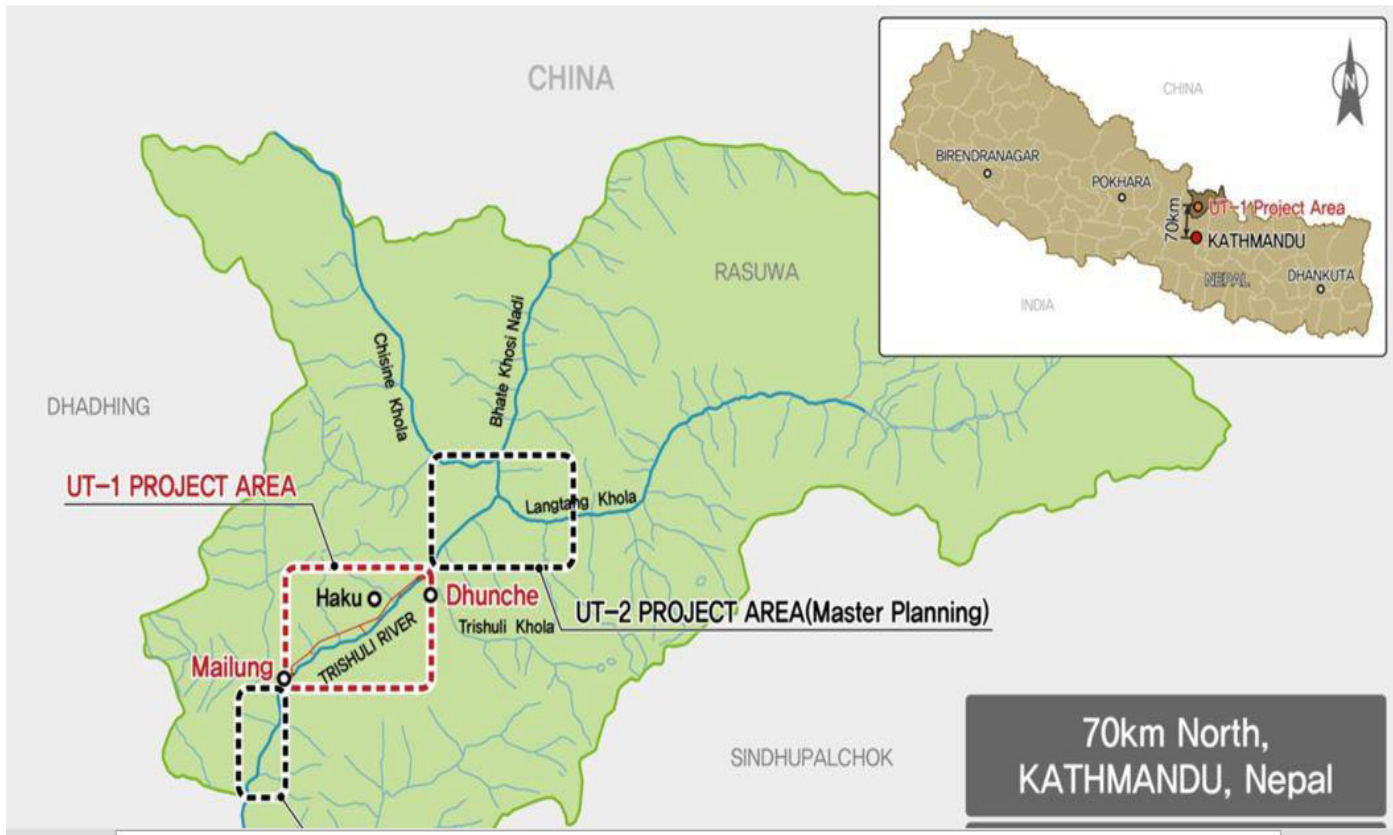 CHINA
N
CHINA
BIRENDRANAGAR
POKHARA
UT-1 Project Area
70km
KATHMANDU
NEPAL
DHANKUTA
INDIA
RASUWA
Chisine Khola
Bhate Khosi Nadi
DHADHING
UT-1 PROJECT AREA
Langtang Khola
Haku
Dhunche
UT-2 PROJECT AREA(Master Planning)
Trishuli Khola
TRISHULI RIVER
Mailung
SINDHUPALCHOK
70km North,
KATHMANDU, Nepal